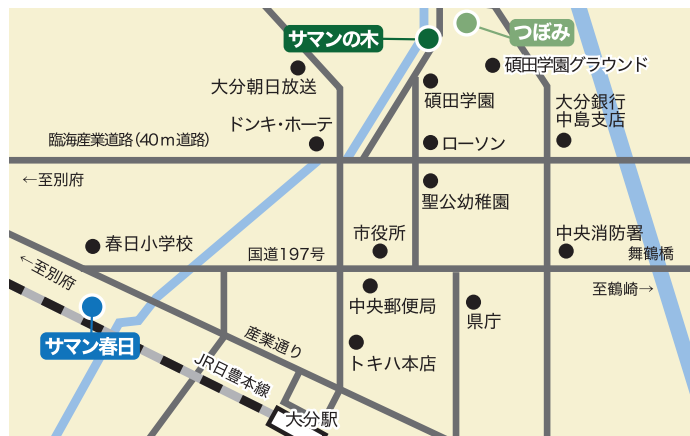 サマンの木
つぼみ
大分朝日放送
碩田学園グラウンド
碩田学園
大分銀行
中島支店
ドンキ・ホーテ
臨海産業道路(40m道路)
ローソン
←至別府
聖公幼稚園
春日小学校
市役所
中央消防署
国道197号
舞鶴橋
←至別府
至鶴崎→
中央郵便局
県庁
サマン春日
産業通り
トキハ本店
JR日豊本線
大分駅